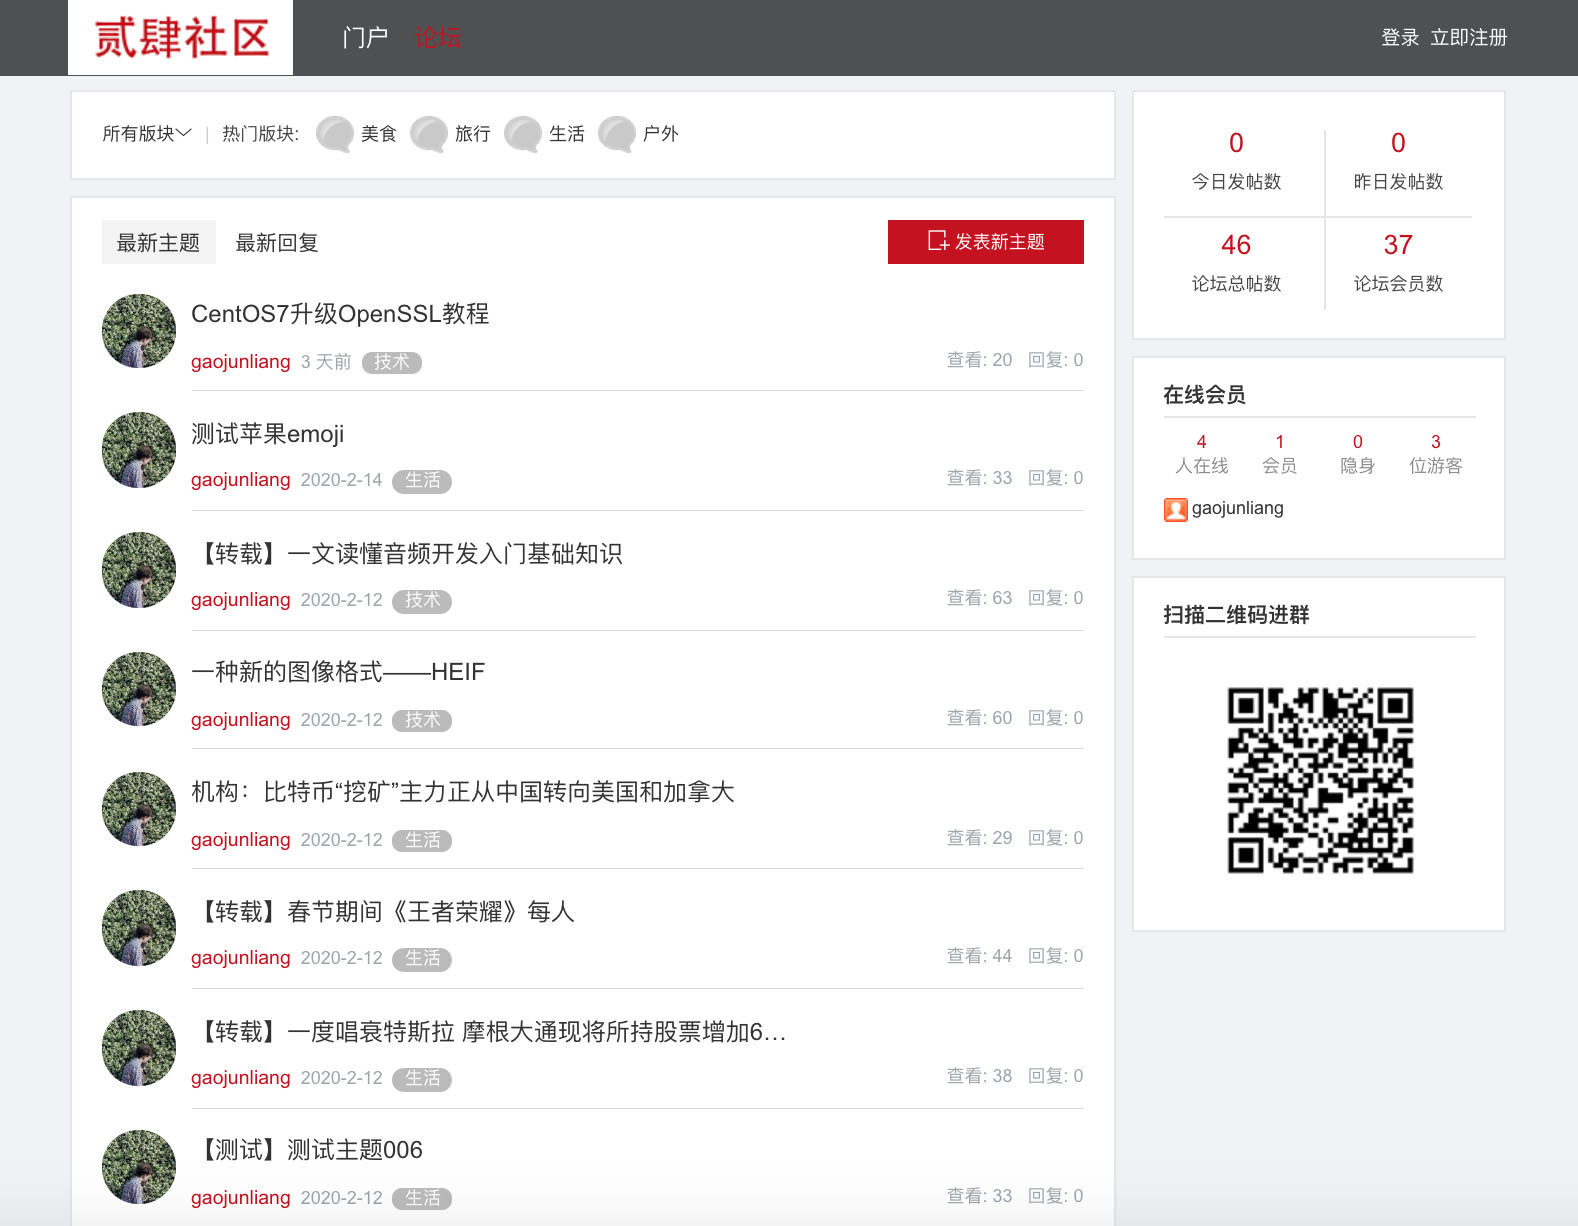 贰肆社区
门户 论坛
登录 立即注册
所有版块 | 热门版块: 美食 旅行 生活 户外
最新主题 最新回复
发表新主题
CentOS7升级OpenSSL教程
gaojunliang 3 天前 技术 查看: 20 回复: 0
测试苹果emoji
gaojunliang 2020-2-14 生活 查看: 33 回复: 0
【转载】一文读懂音频开发入门基础知识
gaojunliang 2020-2-12 技术 查看: 63 回复: 0
一种新的图像格式——HEIF
gaojunliang 2020-2-12 技术 查看: 60 回复: 0
机构：比特币“挖矿”主力正从中国转向美国和加拿大
gaojunliang 2020-2-12 生活 查看: 29 回复: 0
【转载】春节期间《王者荣耀》每人
gaojunliang 2020-2-12 生活 查看: 44 回复: 0
【转载】一度唱衰特斯拉 摩根大通现将所持股票增加6…
gaojunliang 2020-2-12 生活 查看: 38 回复: 0
【测试】测试主题006
gaojunliang 2020-2-12 生活 查看: 33 回复: 0
0 0
今日发帖数 昨日发帖数
46 37
论坛总帖数 论坛会员数
在线会员
4 1 0 3
人在线 会员 隐身 位游客
gaojunliang
扫描二维码进群